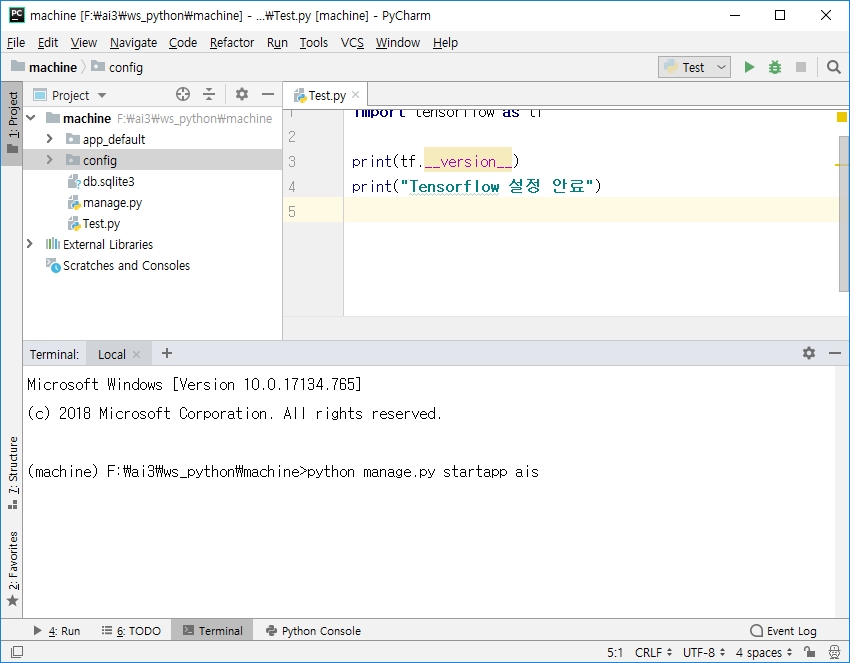 machine [F:₩ai3₩ws_python₩machine] - ...₩Test.py [machine] - PyCharm
File Edit View Navigate Code Refactor Run Tools VCS Window Help
machine config Test
1: Project
Project
Test.py
machine F:₩ai3₩ws_python₩machine
app_default
config
db.sqlite3
manage.py
Test.py
External Libraries
Scratches and Consoles
1 import tensorflow as tf
2
3 print(tf.__version__)
4 print("Tensorflow 설정 안료")
5
Terminal: Local
Microsoft Windows [Version 10.0.17134.765]
(c) 2018 Microsoft Corporation. All rights reserved.
(machine) F:₩ai3₩ws_python₩machine>python manage.py startapp ais
7: Structure
2: Favorites
4: Run 6: TODO Terminal Python Console Event Log
5:1 CRLF UTF-8 4 spaces